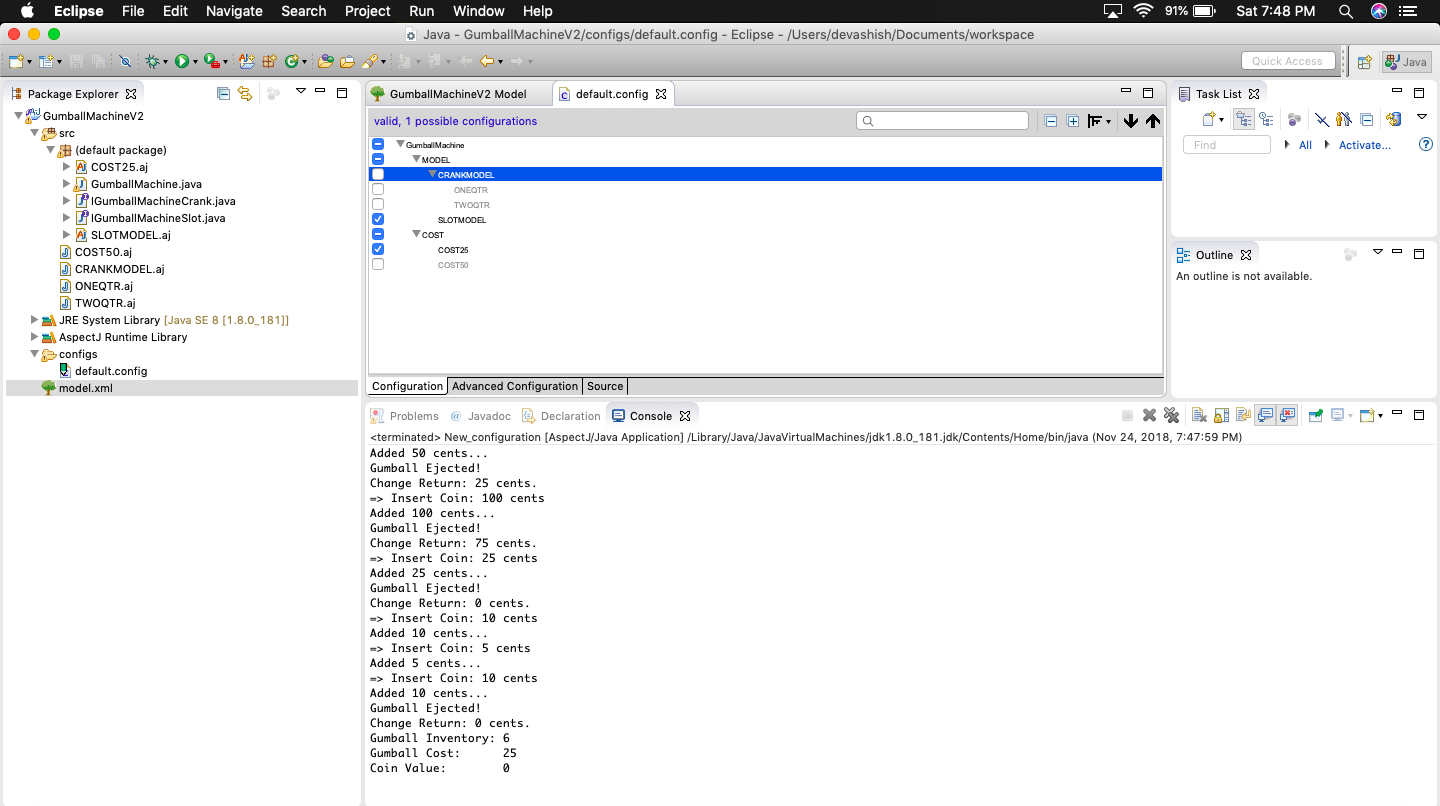 Eclipse File Edit Navigate Search Project Run Window Help 91% Sat 7:48 PM
Java - GumballMachineV2/configs/default.config - Eclipse - /Users/devashish/Documents/workspace
Quick Access Java
Package Explorer
GumballMachineV2
src
(default package)
COST25.aj
GumballMachine.java
IGumballMachineCrank.java
IGumballMachineSlot.java
SLOTMODEL.aj
COST50.aj
CRANKMODEL.aj
ONEQTR.aj
TWOQTR.aj
JRE System Library [Java SE 8 [1.8.0_181]]
AspectJ Runtime Library
configs
default.config
model.xml
GumballMachineV2 Model default.config
valid, 1 possible configurations
GumballMachine
MODEL
CRANKMODEL
ONEQTR
TWOQTR
SLOTMODEL
COST
COST25
COST50
Configuration Advanced Configuration Source
Task List
Find All Activate...
Outline
An outline is not available.
Problems @ Javadoc Declaration Console
<terminated> New_configuration [AspectJ/Java Application] /Library/Java/JavaVirtualMachines/jdk1.8.0_181.jdk/Contents/Home/bin/java (Nov 24, 2018, 7:47:59 PM)
Added 50 cents...
Gumball Ejected!
Change Return: 25 cents.
=> Insert Coin: 100 cents
Added 100 cents...
Gumball Ejected!
Change Return: 75 cents.
=> Insert Coin: 25 cents
Added 25 cents...
Gumball Ejected!
Change Return: 0 cents.
=> Insert Coin: 10 cents
Added 10 cents...
=> Insert Coin: 5 cents
Added 5 cents...
=> Insert Coin: 10 cents
Added 10 cents...
Gumball Ejected!
Change Return: 0 cents.
Gumball Inventory: 6
Gumball Cost: 25
Coin Value: 0